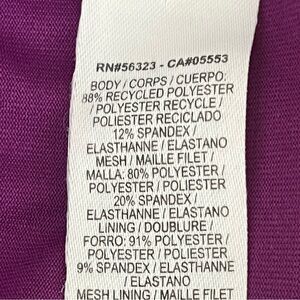 RN#56323 - CA#05553
BODY / CORPS / CUERPO:
88% RECYCLED POLYESTER
/ POLYESTER RECYCLE /
POLIESTER RECICLADO
12% SPANDEX /
ELASTHANNE / ELASTANO
MESH / MAILLE FILET /
MALLA: 80% POLYESTER /
POLYESTER / POLIESTER
20% SPANDEX /
ELASTHANNE / ELASTANO
LINING / DOUBLURE /
FORRO: 91% POLYESTER /
POLYESTER / POLIESTER
9% SPANDEX / ELASTHANNE
/ ELASTANO
MESH LINING / MAILLE FILET